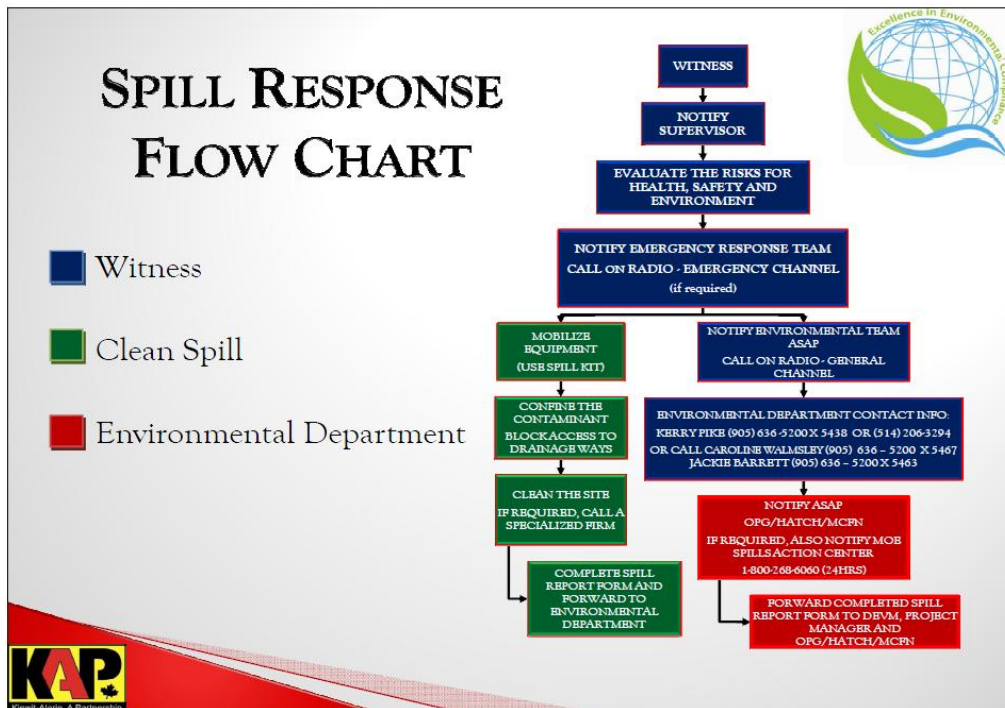 SPILL RESPONSE
FLOW CHART
Witness
Clean Spill
Environmental Department
Excellence in Environmental Compliance
WITNESS
NOTIFY
SUPERVISOR
EVALUATE THE RISKS FOR
HEALTH, SAFETY AND
ENVIRONMENT
NOTIFY EMERGENCY RESPONSE TEAM
CALL ON RADIO - EMERGENCY CHANNEL
(if required)
MOBILIZE
EQUIPMENT
(USE SPILL KIT)
CONFINE THE
CONTAMINANT
BLOCK ACCESS TO
DRAINAGE WAYS
CLEAN THE SITE
IF REQUIRED, CALL A
SPECIALIZED FIRM
COMPLETE SPILL
REPORT FORM AND
FORWARD TO
ENVIRONMENTAL
DEPARTMENT
NOTIFY ENVIRONMENTAL TEAM
ASAP
CALL ON RADIO - GENERAL
CHANNEL
ENVIRONMENTAL DEPARTMENT CONTACT INFO:
KERRY PIKE (905) 636 -5200 X 5438 OR (514) 206-3294
OR CALL CAROLINE WALMSLEY (905) 636 – 5200 X 5467
JACKIE BARRETT (905) 636 – 5200 X 5463
NOTIFY ASAP
OPG/HATCH/MCFN
IF REQUIRED, ALSO NOTIFY MOE
SPILLS ACTION CENTER
1-800-268-6060 (24HRS)
FORWARD COMPLETED SPILL
REPORT FORM TO DEVM, PROJECT
MANAGER AND
OPG/HATCH/MCFN
KAP
Kiewit-Alarie, A Partnership